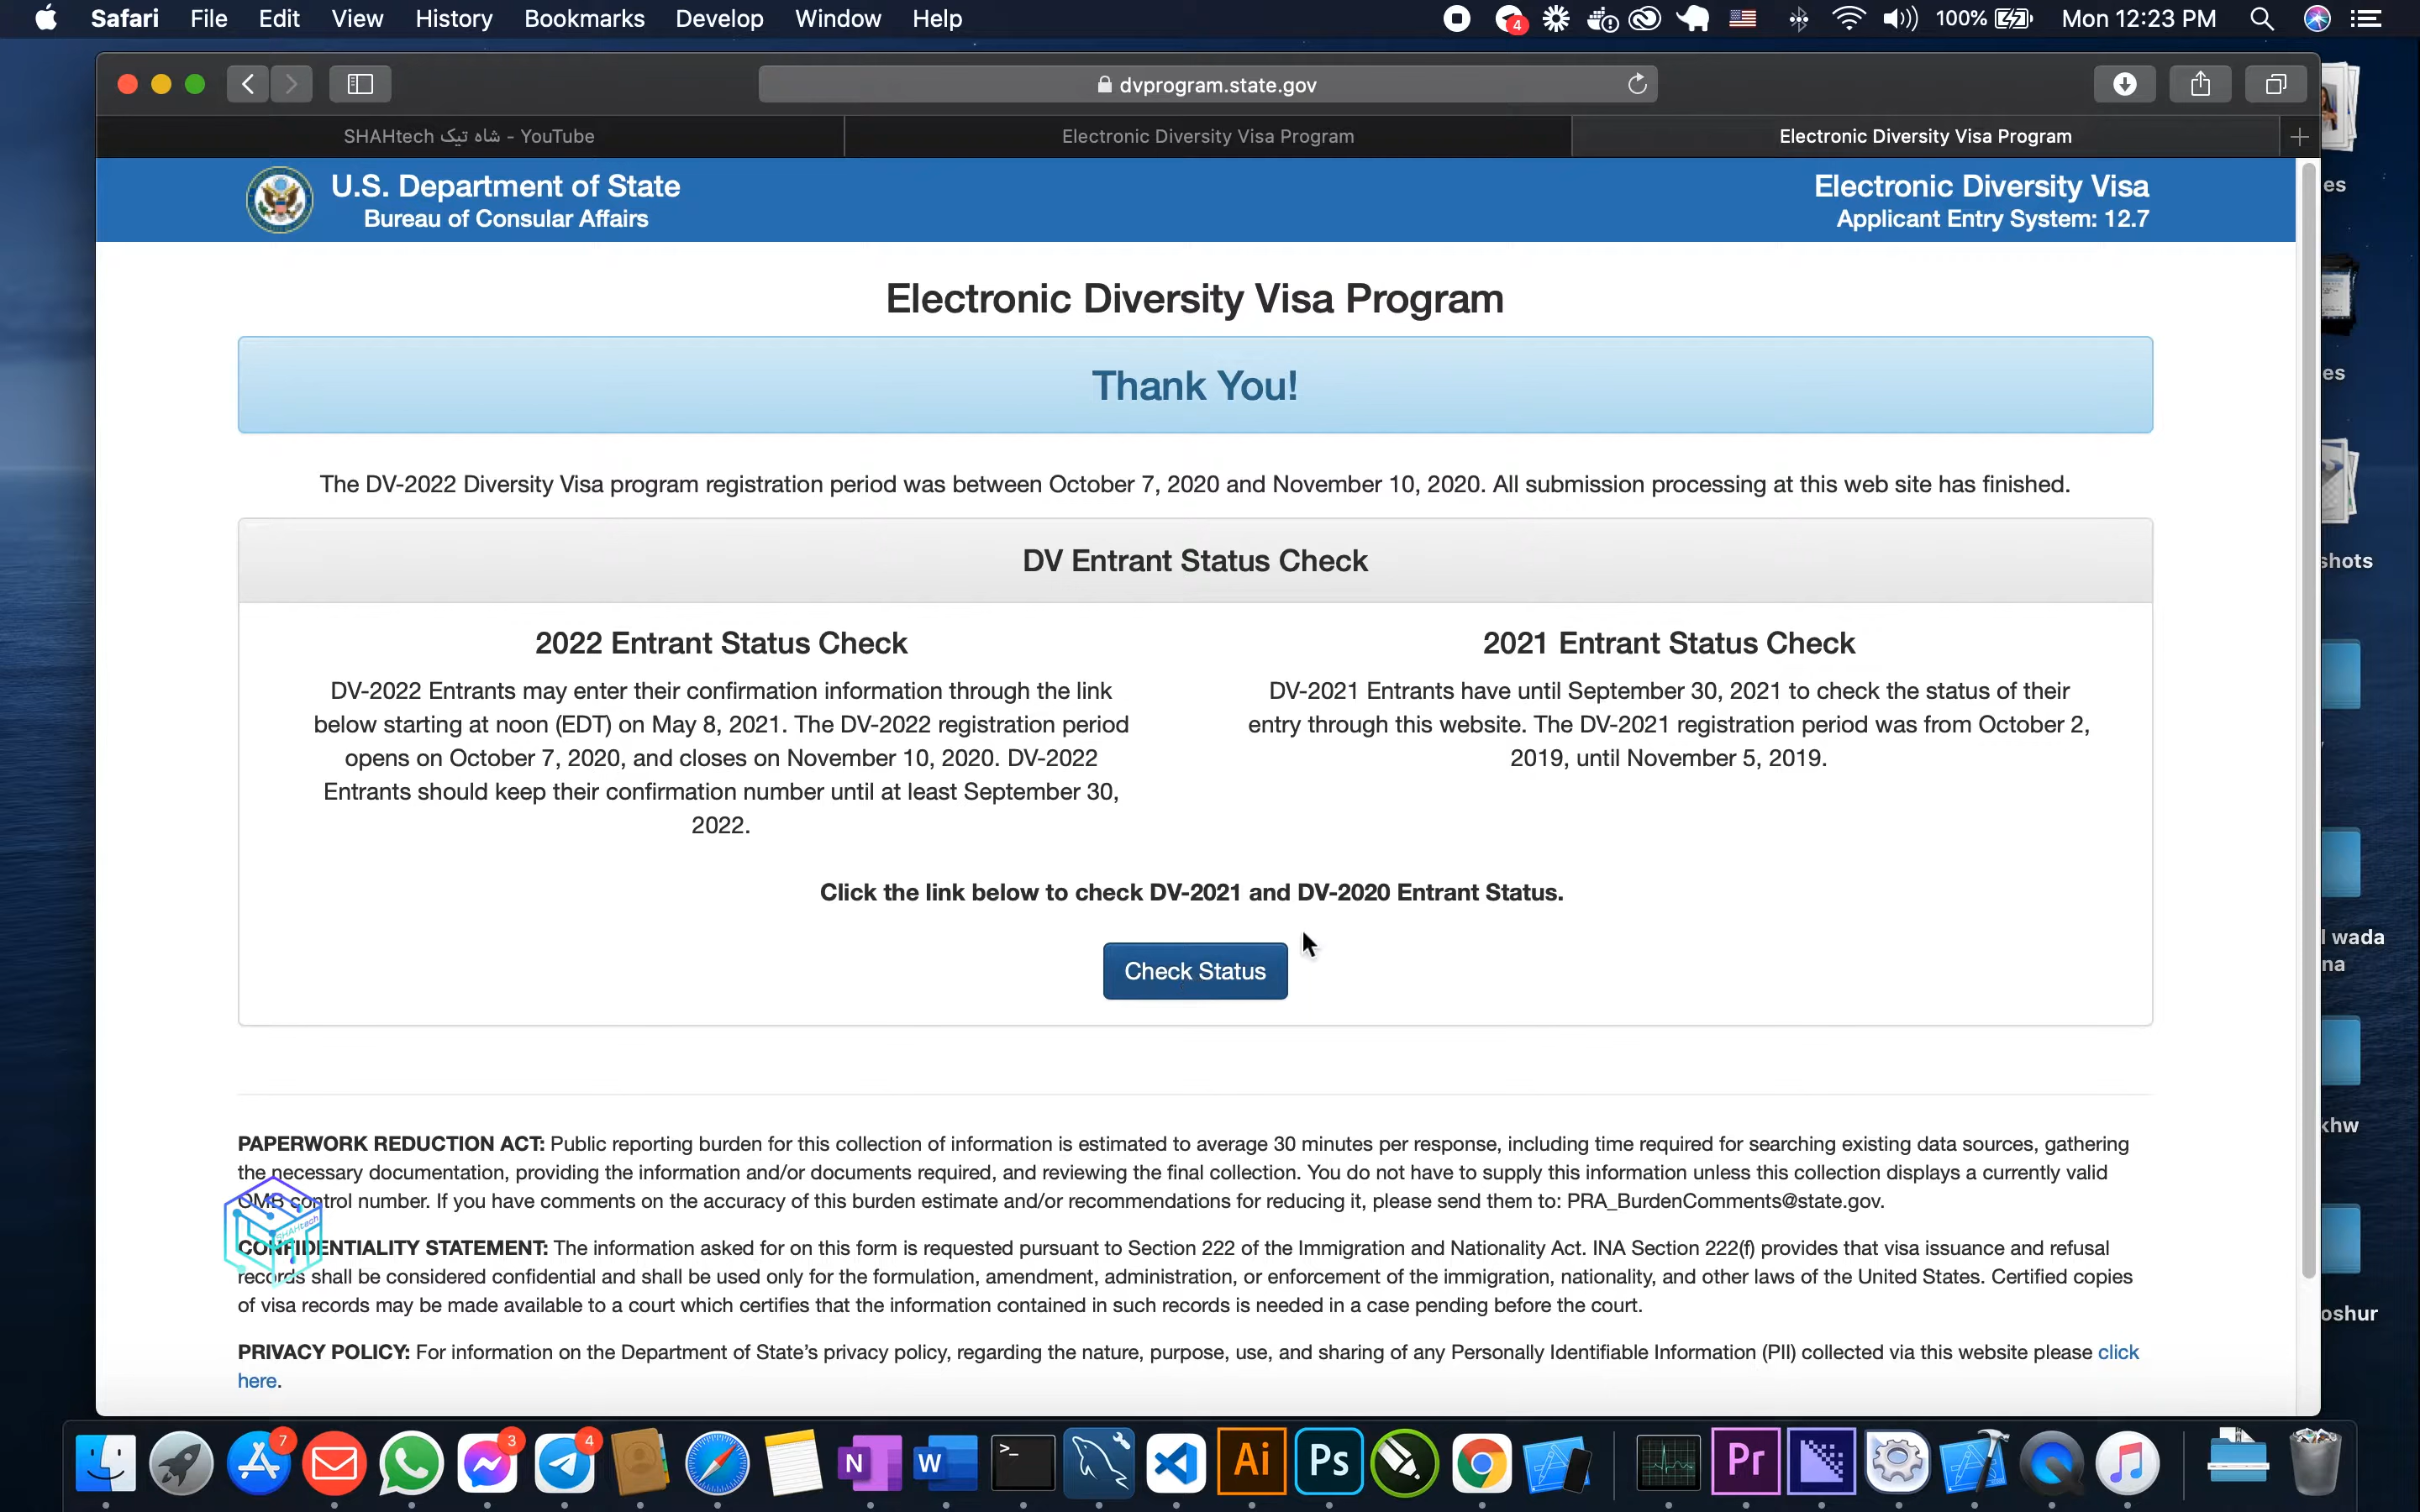 Safari File Edit View History Bookmarks Develop Window Help
4
100% Mon 12:23 PM
dvprogram.state.gov
SHAHtech شاه تیک - YouTube
Electronic Diversity Visa Program
Electronic Diversity Visa Program
U.S. Department of State
Bureau of Consular Affairs
Electronic Diversity Visa
Applicant Entry System: 12.7
Electronic Diversity Visa Program
Thank You!
The DV-2022 Diversity Visa program registration period was between October 7, 2020 and November 10, 2020. All submission processing at this web site has finished.
DV Entrant Status Check
2022 Entrant Status Check
DV-2022 Entrants may enter their confirmation information through the link
below starting at noon (EDT) on May 8, 2021. The DV-2022 registration period
opens on October 7, 2020, and closes on November 10, 2020. DV-2022
Entrants should keep their confirmation number until at least September 30,
2022.
2021 Entrant Status Check
DV-2021 Entrants have until September 30, 2021 to check the status of their
entry through this website. The DV-2021 registration period was from October 2,
2019, until November 5, 2019.
Click the link below to check DV-2021 and DV-2020 Entrant Status.
Check Status
PAPERWORK REDUCTION ACT: Public reporting burden for this collection of information is estimated to average 30 minutes per response, including time required for searching existing data sources, gathering
the necessary documentation, providing the information and/or documents required, and reviewing the final collection. You do not have to supply this information unless this collection displays a currently valid
OMB control number. If you have comments on the accuracy of this burden estimate and/or recommendations for reducing it, please send them to: PRA_BurdenComments@state.gov.
CONFIDENTIALITY STATEMENT: The information asked for on this form is requested pursuant to Section 222 of the Immigration and Nationality Act. INA Section 222(f) provides that visa issuance and refusal
records shall be considered confidential and shall be used only for the formulation, amendment, administration, or enforcement of the immigration, nationality, and other laws of the United States. Certified copies
of visa records may be made available to a court which certifies that the information contained in such records is needed in a case pending before the court.
PRIVACY POLICY: For information on the Department of State's privacy policy, regarding the nature, purpose, use, and sharing of any Personally Identifiable Information (PII) collected via this website please click
here.
SHAHtech
es
es
shots
l wada
na
khw
oshur
7
3
4
N
W
>_
Ai
Ps
Pr